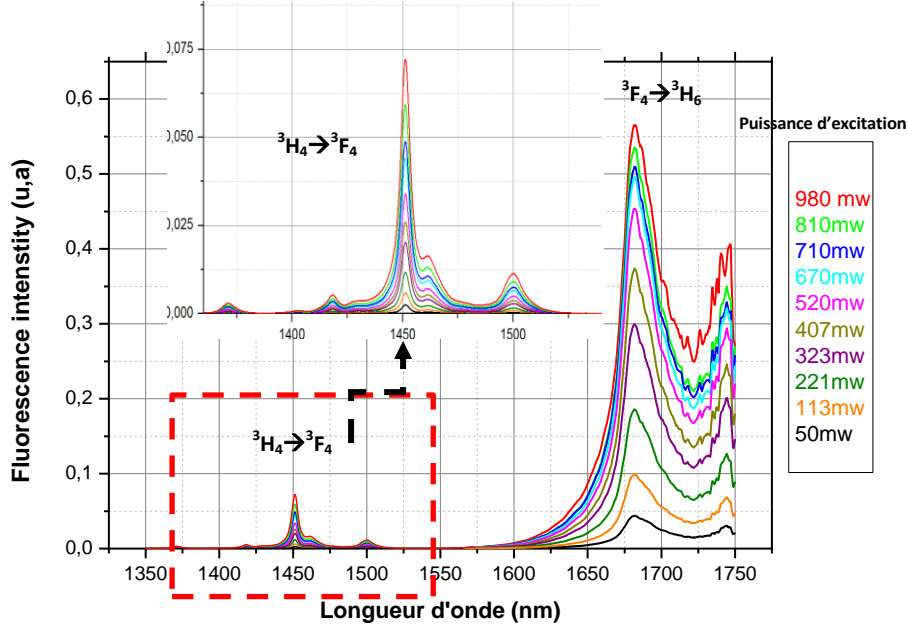 0,075
0,050
0,025
0,000
1400
1450
1500
³H₄→³F₄
³F₄→³H₆
³H₄→³F₄
Fluorescence intenstity (u,a)
0,6
0,5
0,4
0,3
0,2
0,1
0,0
1350
1400
1450
1500
1550
1600
1650
1700
1750
Longueur d'onde (nm)
Puissance d'excitation
980 mw
810mw
710mw
670mw
520mw
407mw
323mw
221mw
113mw
50mw